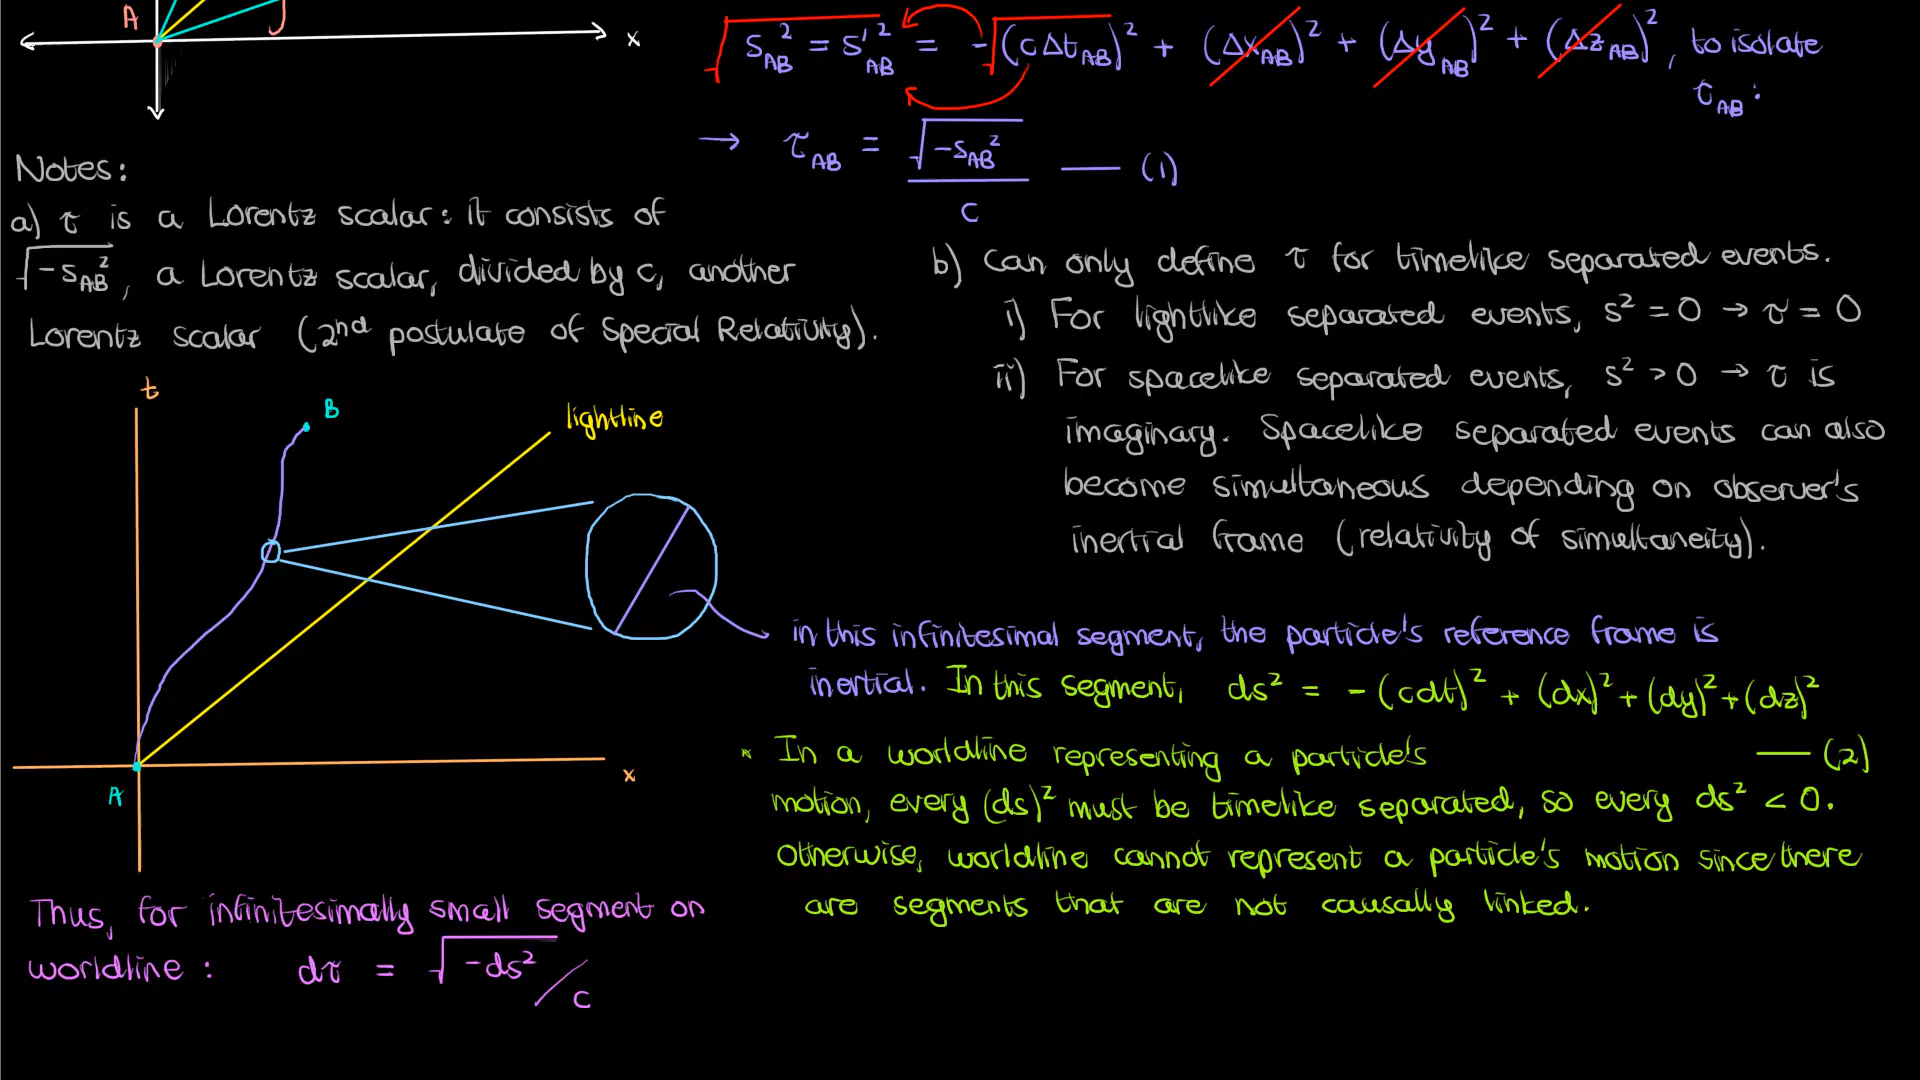 A
x
S_AB² = S'_AB² = -(cΔt_AB)² + (Δx_AB)² + (Δy_AB)² + (Δz_AB)², to isolate
τ_AB:
→ τ_AB = √(-S_AB²) / c —— (1)
Notes:
a) τ is a Lorentz scalar: it consists of
√(-S_AB²), a Lorentz scalar, divided by c, another
Lorentz scalar (2nd postulate of Special Relativity).
b) Can only define τ for timelike separated events.
i) For lightlike separated events, s² = 0 → τ = 0
ii) For spacelike separated events, s² > 0 → τ is
imaginary. Spacelike separated events can also
become simultaneous depending on observer's
inertial frame (relativity of simultaneity).
t
B
lightline
x
A
in this infinitesimal segment, the particle's reference frame is
inertial. In this segment, ds² = -(cdt)² + (dx)² + (dy)² + (dz)²
—— (2)
* In a worldline representing a particle's
motion, every (ds)² must be timelike separated, so every ds² < 0.
Otherwise, worldline cannot represent a particle's motion since there
are segments that are not causally linked.
Thus, for infinitesimally small segment on
worldline: dτ = √(-ds²) / c